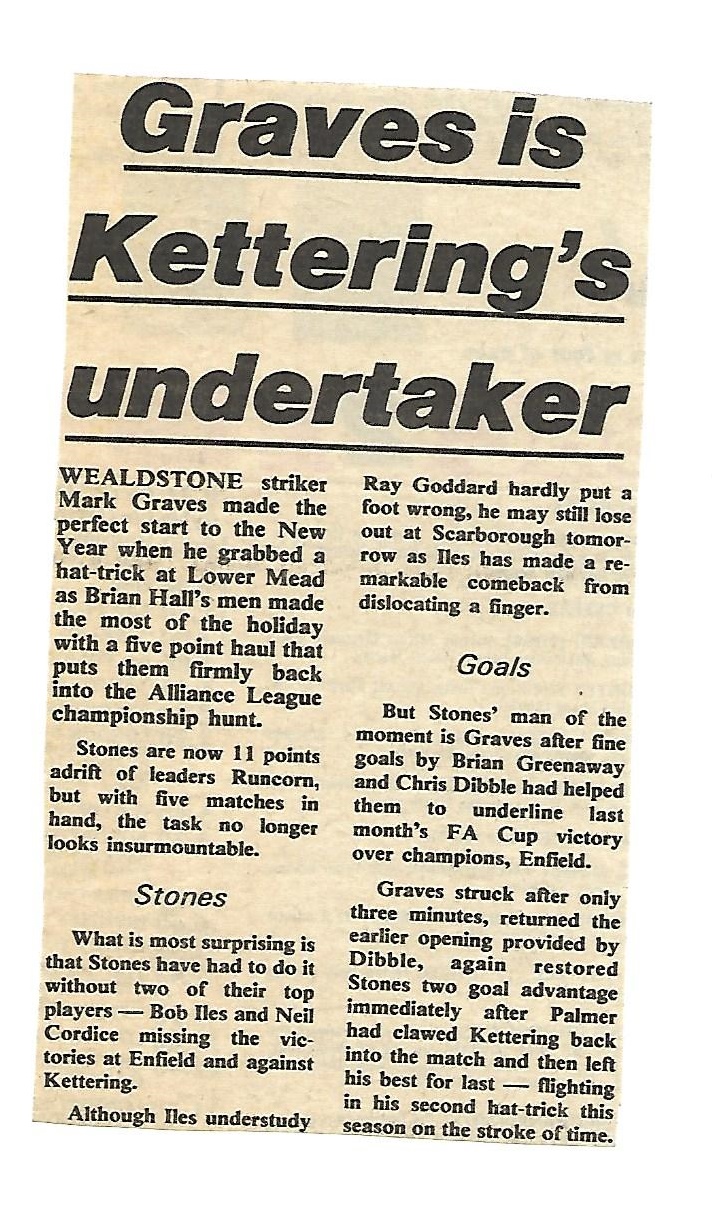 Graves is
Kettering's
undertaker
WEALDSTONE striker
Mark Graves made the
perfect start to the New
Year when he grabbed a
hat-trick at Lower Mead
as Brian Hall's men made
the most of the holiday
with a five point haul that
puts them firmly back
into the Alliance League
championship hunt.
Stones are now 11 points
adrift of leaders Runcorn,
but with five matches in
hand, the task no longer
looks insurmountable.
Stones
What is most surprising is
that Stones have had to do it
without two of their top
players — Bob Iles and Neil
Cordice missing the vic-
tories at Enfield and against
Kettering.
Although Iles understudy
Ray Goddard hardly put a
foot wrong, he may still lose
out at Scarborough tomor-
row as Iles has made a re-
markable comeback from
dislocating a finger.
Goals
But Stones' man of the
moment is Graves after fine
goals by Brian Greenaway
and Chris Dibble had helped
them to underline last
month's FA Cup victory
over champions, Enfield.
Graves struck after only
three minutes, returned the
earlier opening provided by
Dibble, again restored
Stones two goal advantage
immediately after Palmer
had clawed Kettering back
into the match and then left
his best for last — flighting
in his second hat-trick this
season on the stroke of time.